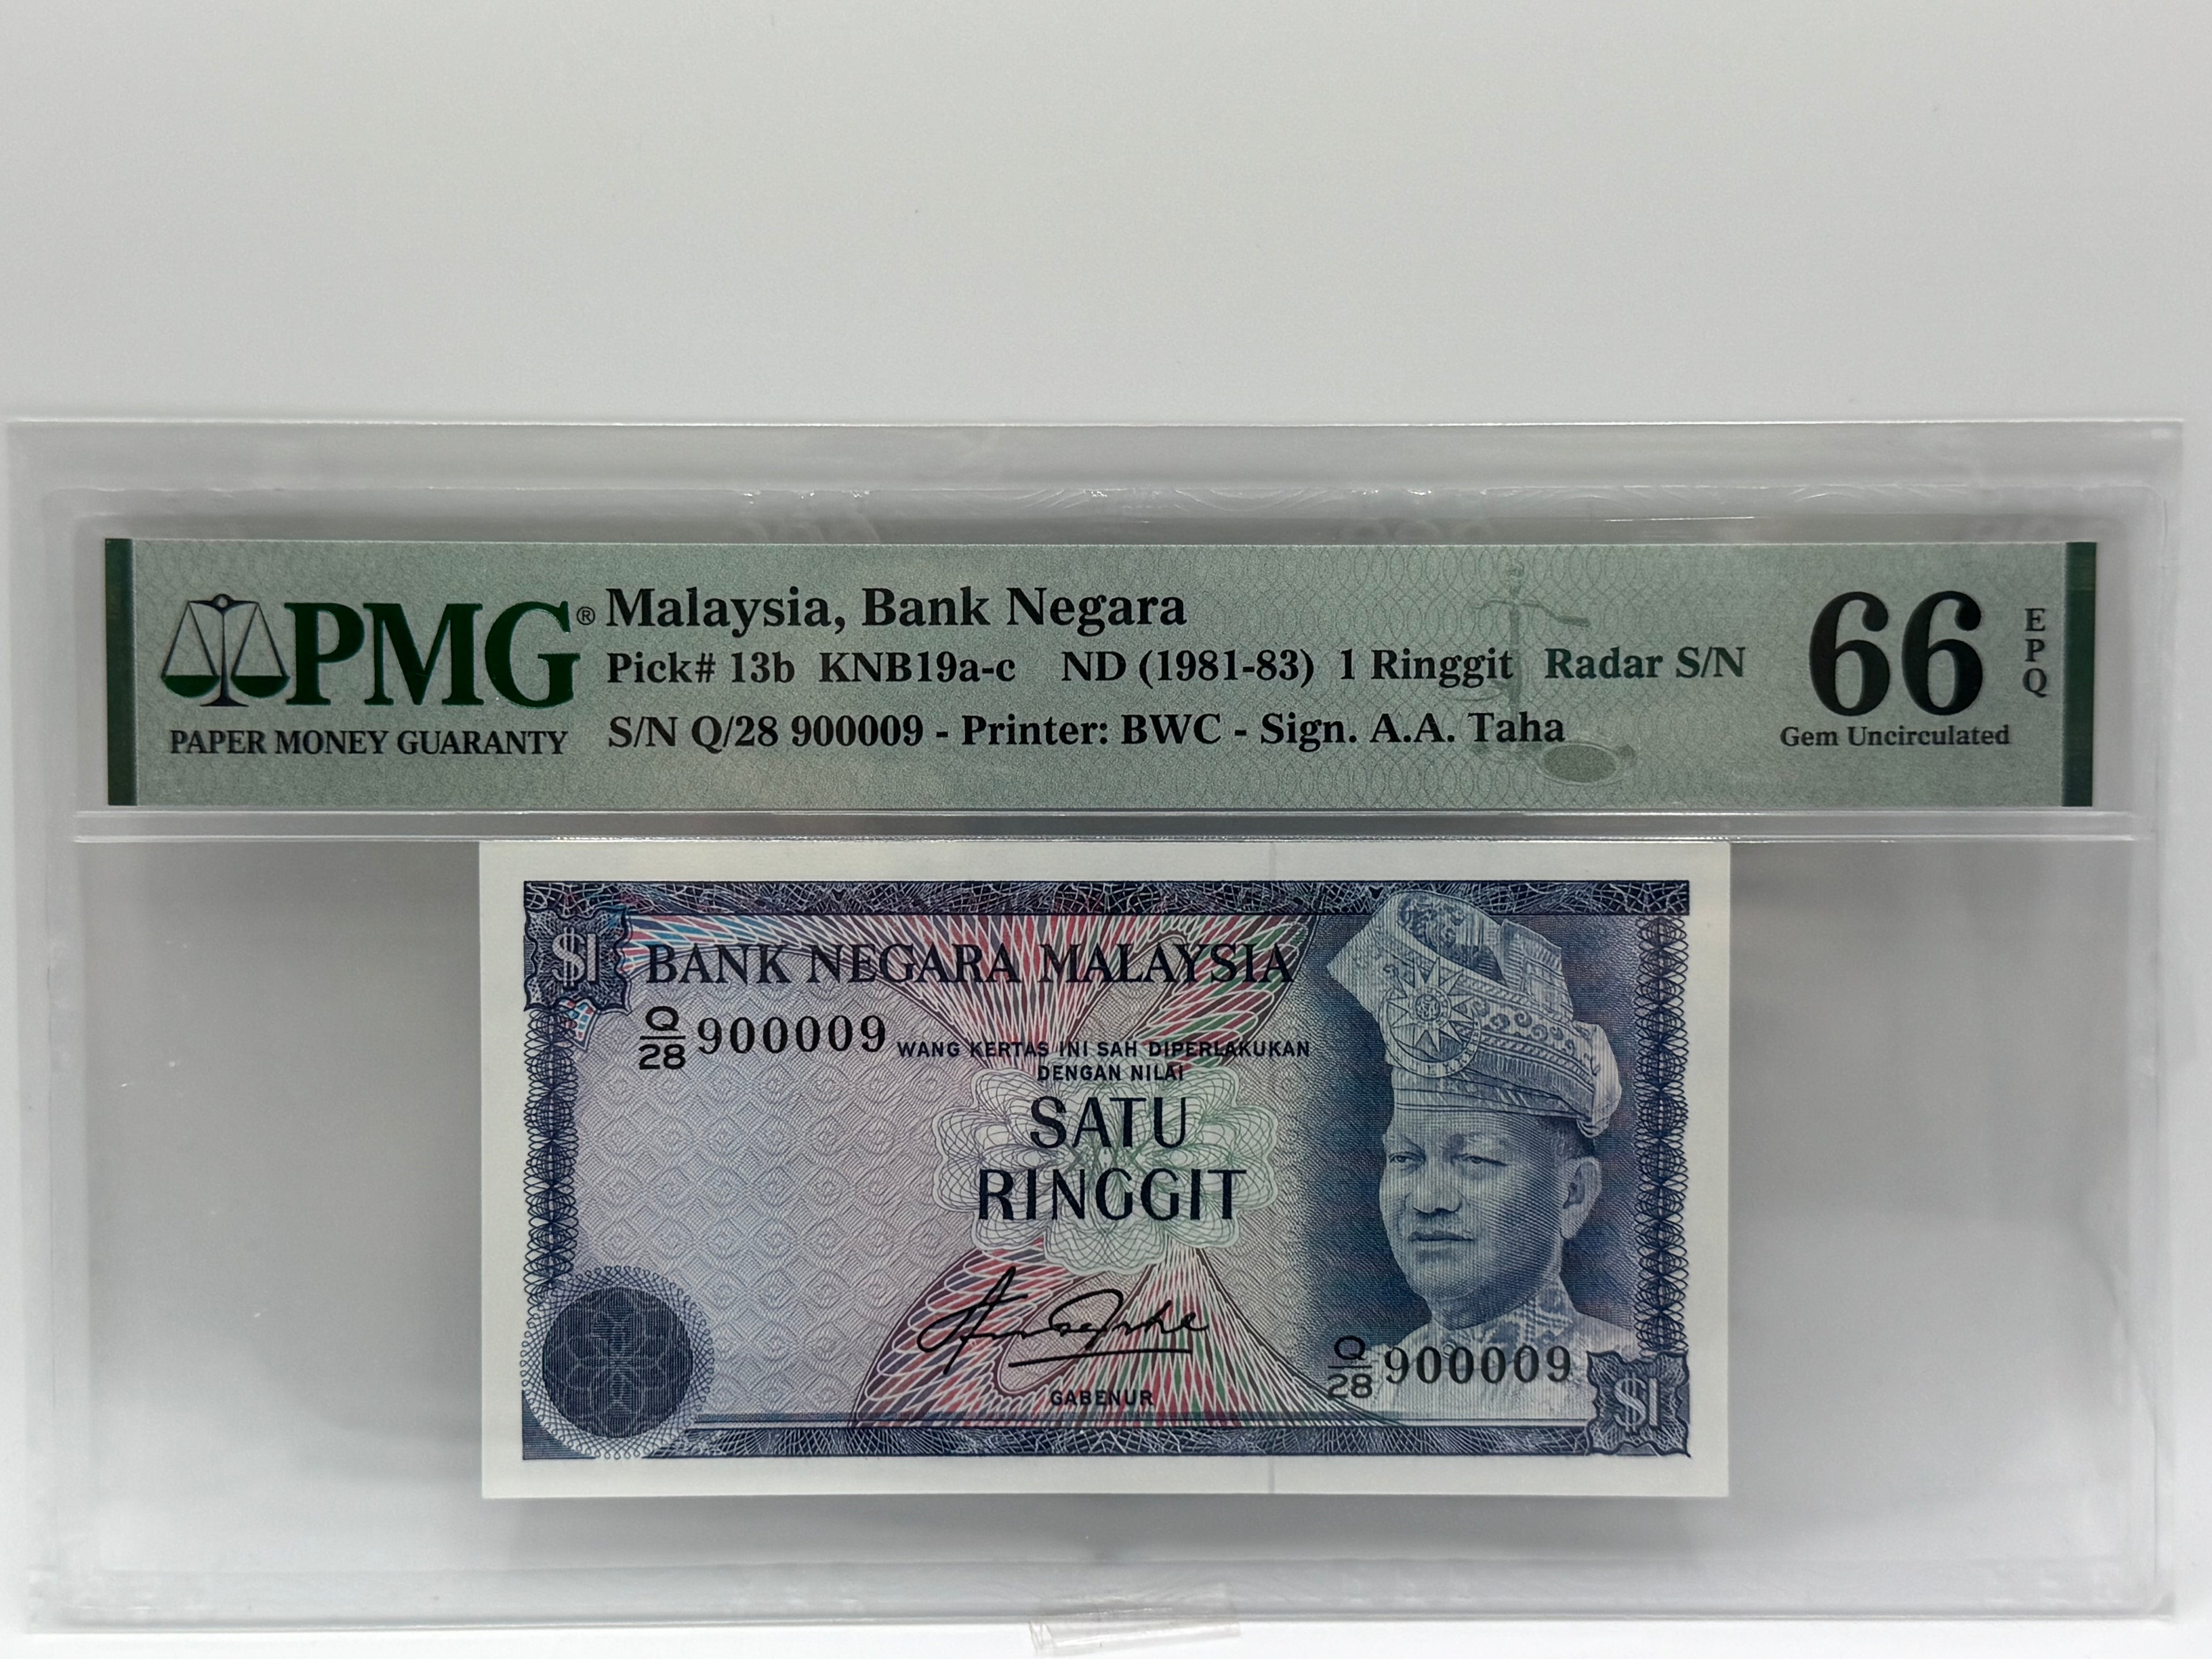 PMG®
PAPER MONEY GUARANTY
Malaysia, Bank Negara
Pick# 13b KNB19a-c ND (1981-83) 1 Ringgit Radar S/N
S/N Q/28 900009 - Printer: BWC - Sign. A.A. Taha
66
EPQ
Gem Uncirculated
$1
BANK NEGARA MALAYSIA
Q/28 900009
WANG KERTAS INI SAH DIPERLAKUKAN
DENGAN NILAI
SATU
RINGGIT
GABENUR
Q/28 900009
$1